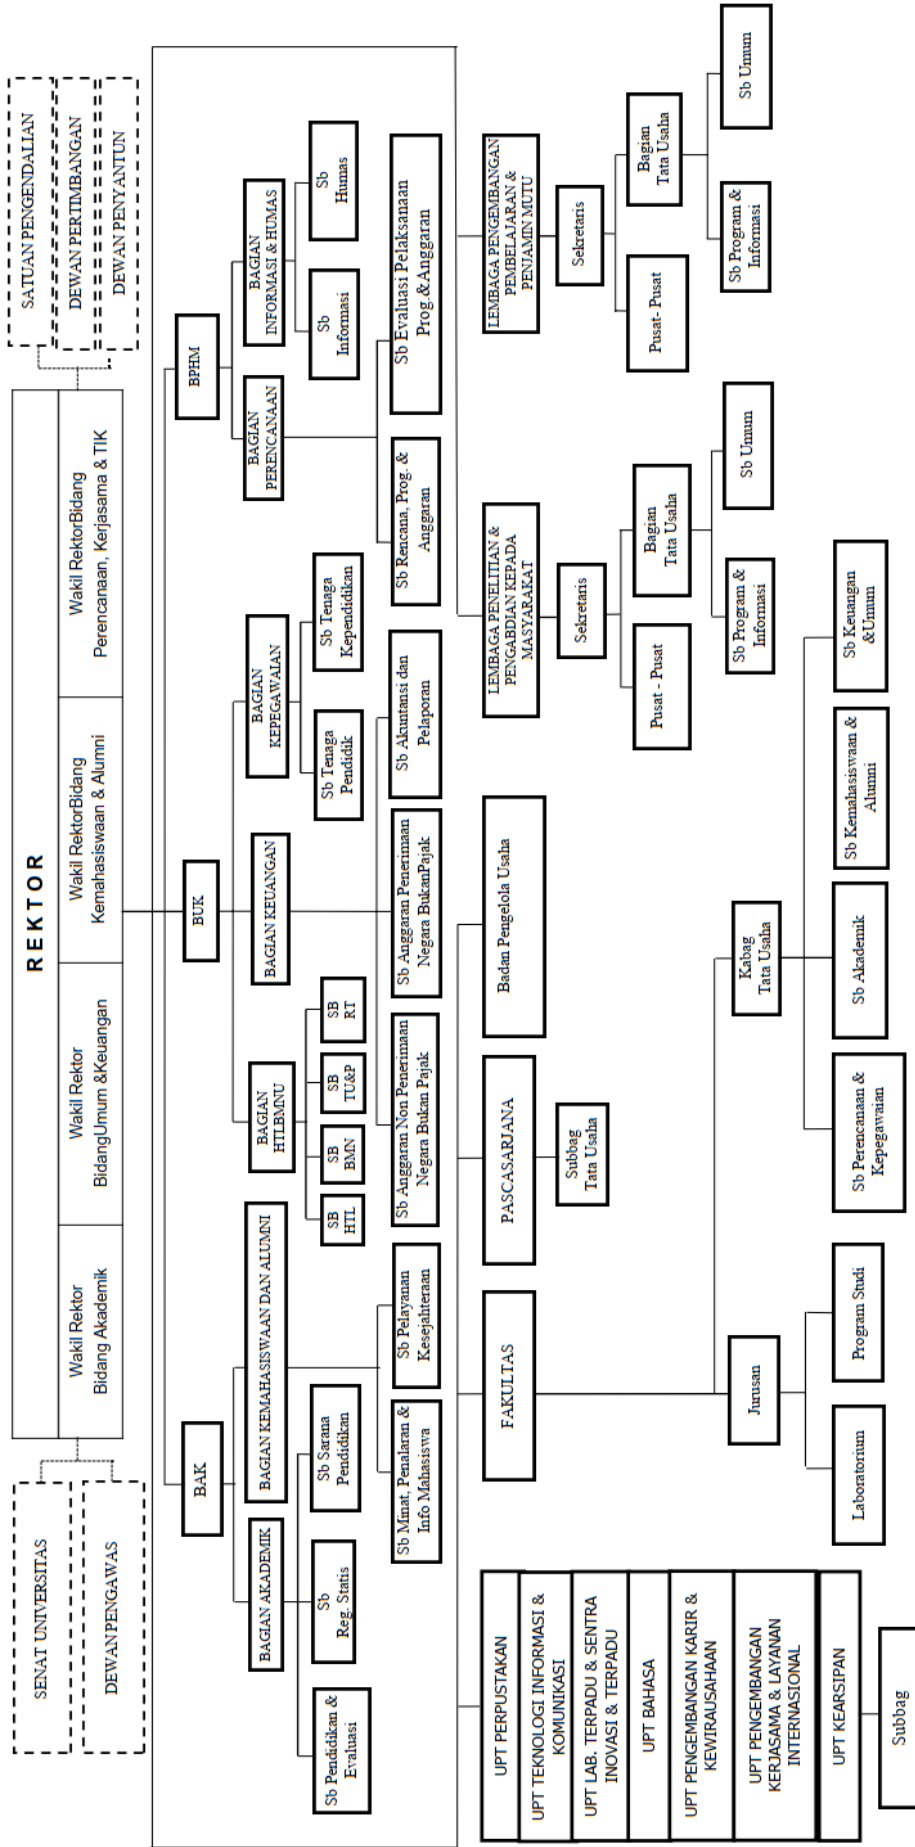 SENAT UNIVERSITAS
DEWAN PENGAWAS
REKTOR
Wakil Rektor
Bidang Akademik
Wakil Rektor
BidangUmum &Keuangan
Wakil RektorBidang
Kemahasiswaan & Alumni
Wakil RektorBidang
Perencanaan, Kerjasama & TIK
SATUAN PENGENDALIAN
DEWAN PERTIMBANGAN
DEWAN PENYANTUN
BAK
BUK
BPHM
BAGIAN AKADEMIK
BAGIAN KEMAHASISWAAN DAN ALUMNI
BAGIAN
HTLBMNU
BAGIAN KEUANGAN
BAGIAN
KEPEGAWAIAN
BAGIAN
PERENCANAAN
BAGIAN
INFORMASI & HUMAS
Sb Pendidikan &
Evaluasi
Sb
Reg. Statis
Sb Sarana
Pendidikan
SB
HTL
SB
BMN
SB
TU&P
SB
RT
Sb Tenaga
Pendidik
Sb Tenaga
Kependidikan
Sb
Informasi
Sb
Humas
Sb Minat, Penalaran &
Info Mahasiswa
Sb Pelayanan
Kesejahteraan
Sb Anggaran Non Penerimaan
Negara Bukan Pajak
Sb Anggaran Penerimaan
Negara BukanPajak
Sb Akuntansi dan
Pelaporan
Sb Rencana, Prog. &
Anggaran
Sb Evaluasi Pelaksanaan
Prog.& Anggaran
UPT PERPUSTAKAN
UPT TEKNOLOGI INFORMASI &
KOMUNIKASI
UPT LAB. TERPADU & SENTRA
INOVASI & TERPADU
UPT BAHASA
UPT PENGEMBANGAN KARIR &
KEWIRAUSAHAAN
UPT PENGEMBANGAN
KERJASAMA & LAYANAN
INTERNASIONAL
UPT KEARSIPAN
Subbag
FAKULTAS
PASCASARJANA
Subbag
Tata Usaha
Badan Pengelola Usaha
LEMBAGA PENELITIAN &
PENGABDIAN KEPADA
MASYARAKAT
Sekretaris
Pusat - Pusat
Bagian
Tata Usaha
Sb Program &
Informasi
Sb Umum
LEMBAGA PENGEMBANGAN
PEMBELAJARAN &
PENJAMIN MUTU
Sekretaris
Pusat- Pusat
Bagian
Tata Usaha
Sb Program &
Informasi
Sb Umum
Jurusan
Kabag
Tata Usaha
Laboratorium
Program Studi
Sb Perencanaan &
Kepegawaian
Sb Akademik
Sb Kemahasiswaan &
Alumni
Sb Keuangan
&Umum